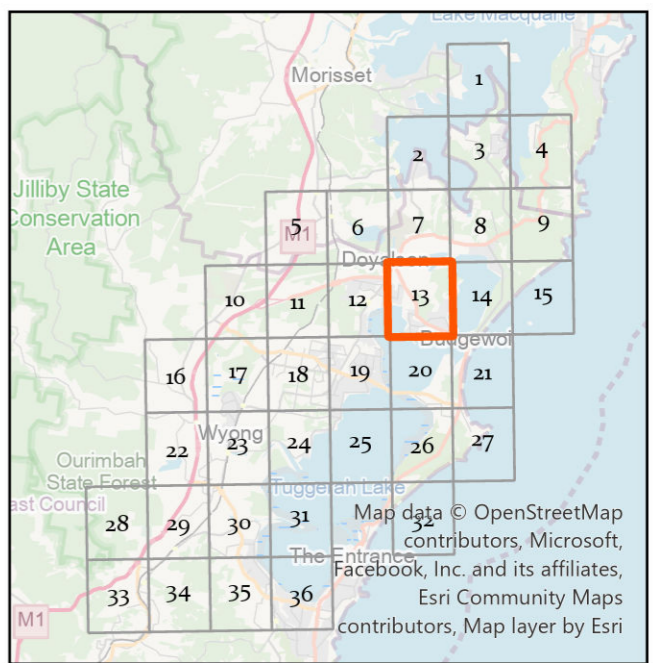 Lake Macquarie
Morisset
1
2
3
4
Jilliby State
Conservation
Area
5
6
7
8
9
M1
Doyalson
10
11
12
13
14
15
Budgewoi
16
17
18
19
20
21
Wyong
22
23
24
25
26
27
Ourimbah
State Forest
ast Council
Tuggerah Lake
28
29
30
31
32
The Entrance
33
34
35
36
M1
Map data © OpenStreetMap
contributors, Microsoft,
Facebook, Inc. and its affiliates,
Esri Community Maps
contributors, Map layer by Esri